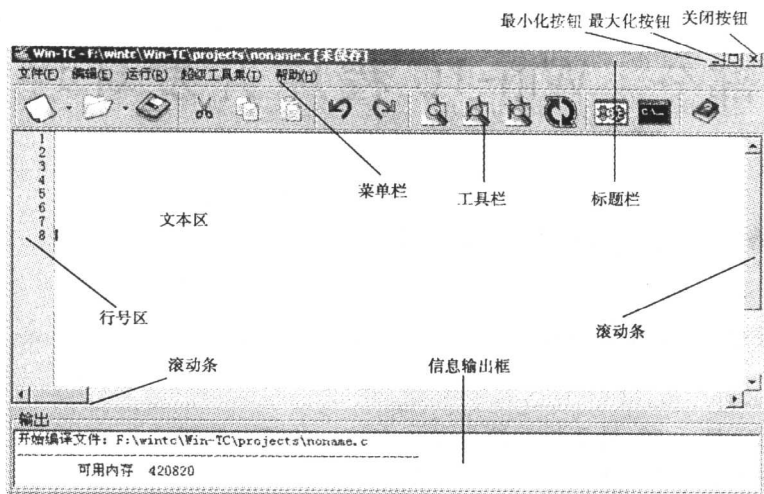 最小化按钮 最大化按钮 关闭按钮
Win-TC - F:\wintc\Win-TC\projects\noname.c [未保存]
文件(F) 编辑(E) 运行(R) 超级工具集(T) 帮助(H)
1
2
3
4
5
6
7
8
菜单栏
工具栏
标题栏
文本区
行号区
滚动条
滚动条
信息输出框
输出
开始编译文件: F:\wintc\Win-TC\projects\noname.c
可用内存 420820